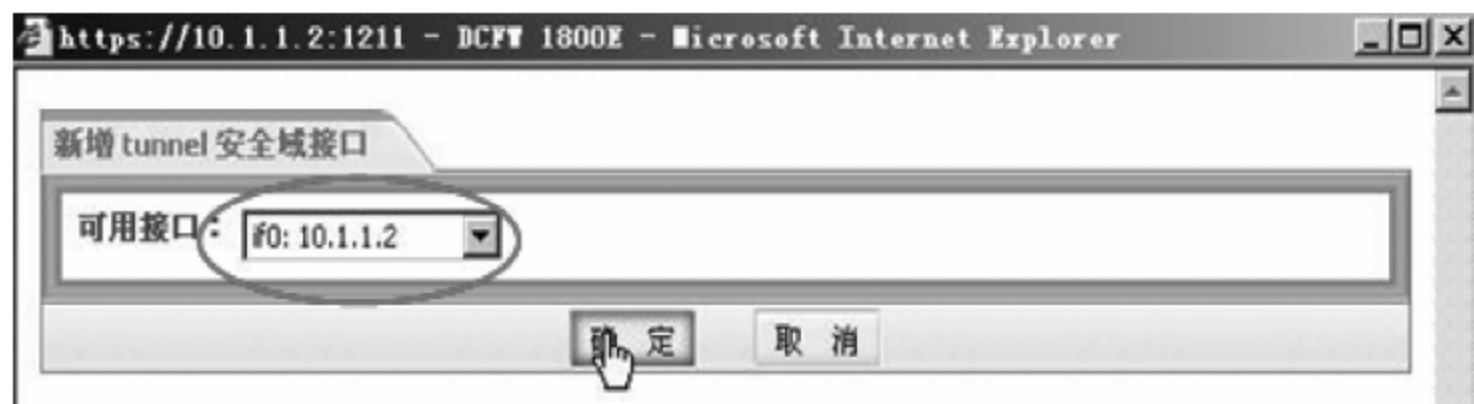 https://10.1.1.2:1211 - DCFW 1800E - Microsoft Internet Explorer
新增 tunnel 安全域接口
可用接口： if0: 10.1.1.2
确 定 取 消